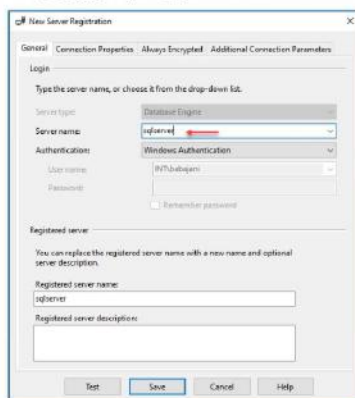 New Server Registration
General Connection Properties Always Encrypted Additional Connection Parameters
Login
Type the server name, or choose it from the drop-down list.
Server type: Database Engine
Server name: sqlserver
Authentication: Windows Authentication
User name: INT\babajani
Password:
Remember password
Registered server
You can replace the registered server name with a new name and optional
server description.
Registered server name:
sqlserver
Registered server description:
Test Save Cancel Help